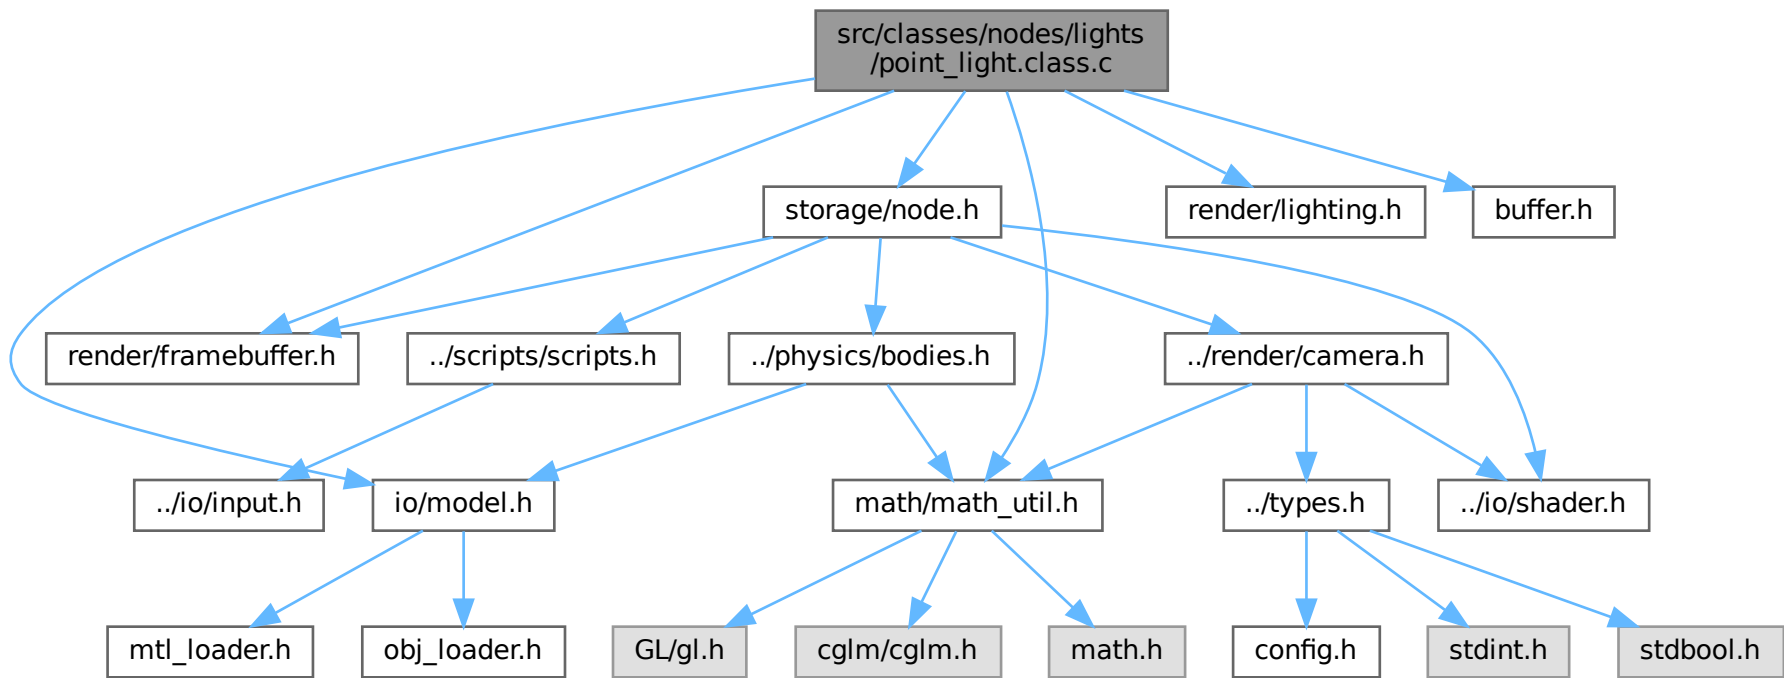 src/classes/nodes/lights
/point_light.class.c
storage/node.h
render/lighting.h
buffer.h
render/framebuffer.h
../scripts/scripts.h
../physics/bodies.h
../render/camera.h
../io/input.h
io/model.h
math/math_util.h
../types.h
../io/shader.h
mtl_loader.h
obj_loader.h
GL/gl.h
cglm/cglm.h
math.h
config.h
stdint.h
stdbool.h